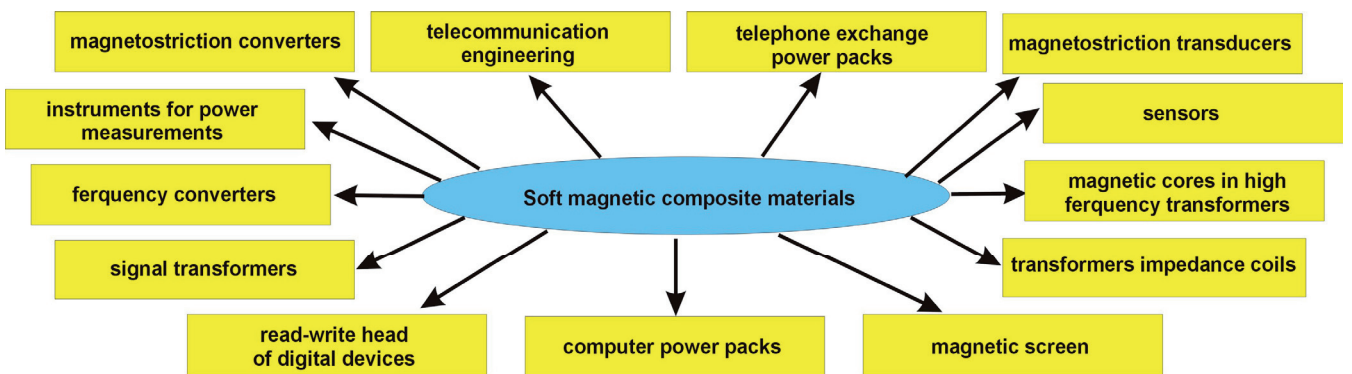 magnetostriction converters
telecommunication
engineering
telephone exchange
power packs
magnetostriction transducers
instruments for power
measurements
sensors
ferquency converters
Soft magnetic composite materials
magnetic cores in high
ferquency transformers
signal transformers
transformers impedance coils
read-write head
of digital devices
computer power packs
magnetic screen